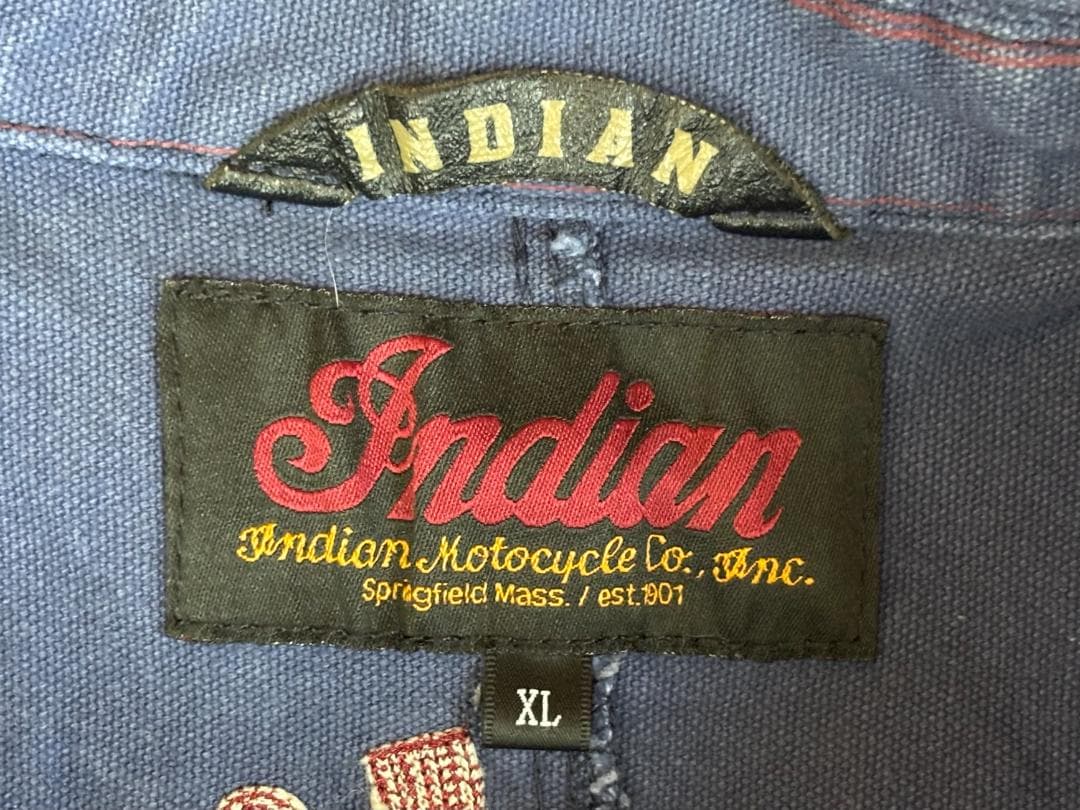 INDIAN
Indian
Indian Motocycle Co., Inc.
Springfield Mass. / est.1901
XL